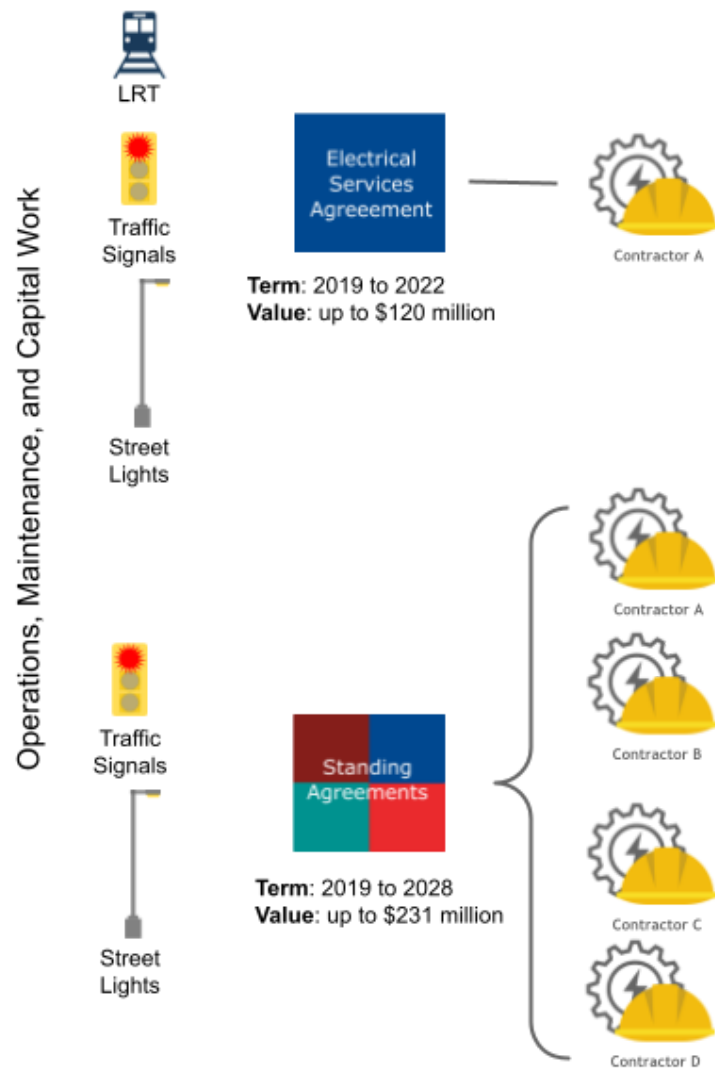 Operations, Maintenance, and Capital Work
LRT
Traffic
Signals
Street
Lights
Electrical
Services
Agreeement
Term: 2019 to 2022
Value: up to $120 million
Contractor A
Traffic
Signals
Street
Lights
Standing
Agreements
Term: 2019 to 2028
Value: up to $231 million
Contractor A
Contractor B
Contractor C
Contractor D